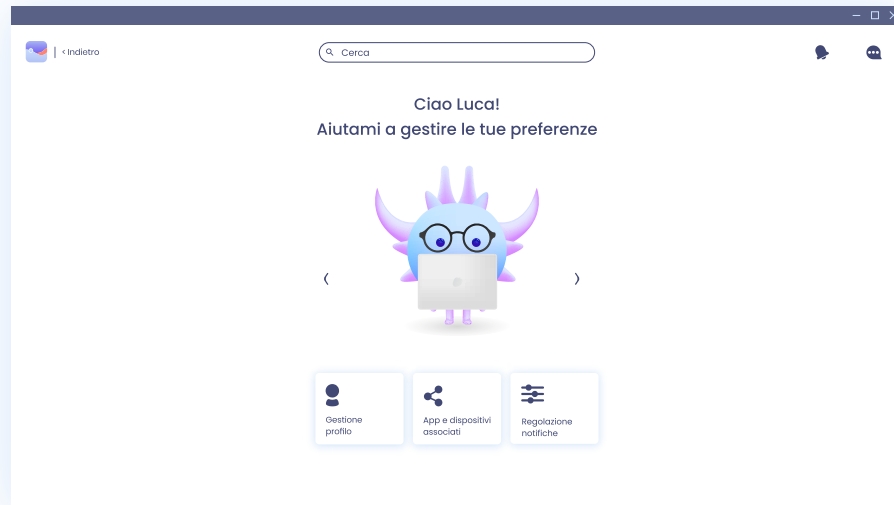 < Indietro
Cerca
Ciao Luca!
Aiutami a gestire le tue preferenze
Gestione
profilo
App e dispositivi
associati
Regolazione
notifiche